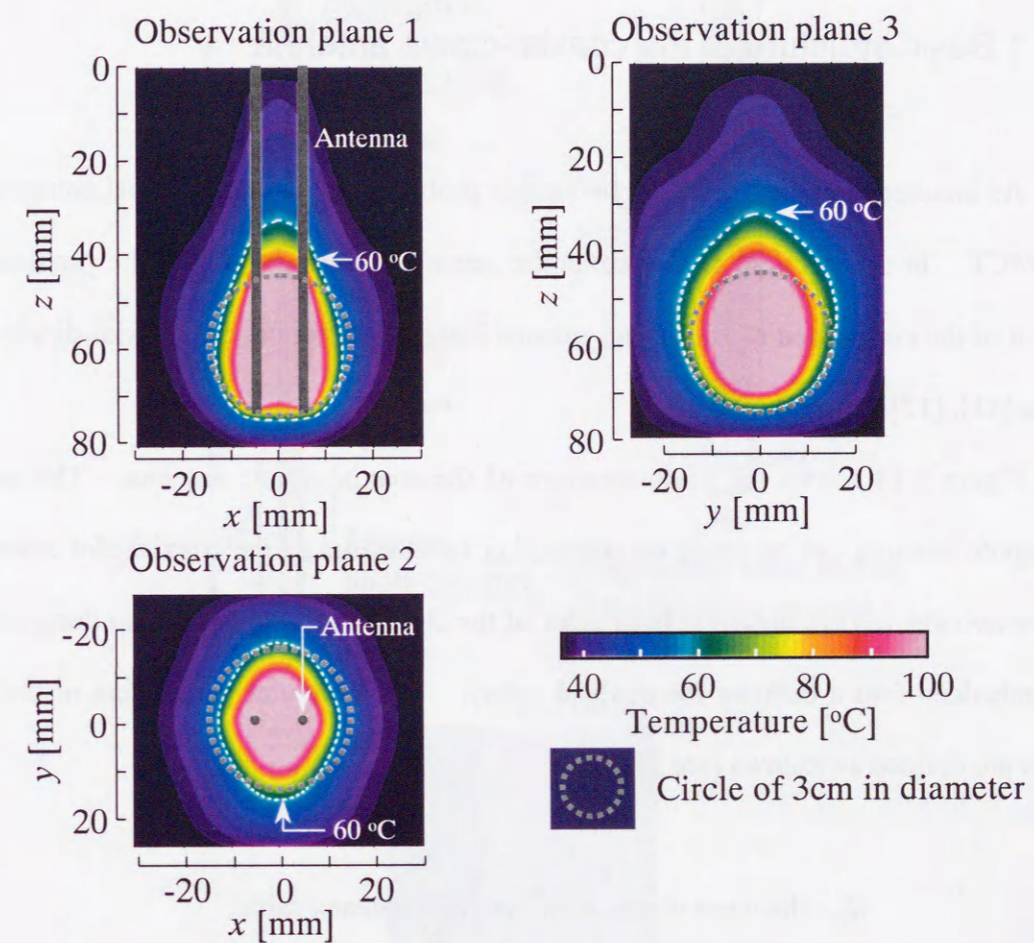 Observation plane 1
0
20
40
60
80
z [mm]
Antenna
60 °C
-20 0 20
x [mm]
Observation plane 3
0
20
40
60
80
z [mm]
60 °C
-20 0 20
y [mm]
Observation plane 2
-20
0
20
y [mm]
Antenna
60 °C
-20 0 20
x [mm]
40 60 80 100
Temperature [°C]
Circle of 3cm in diameter